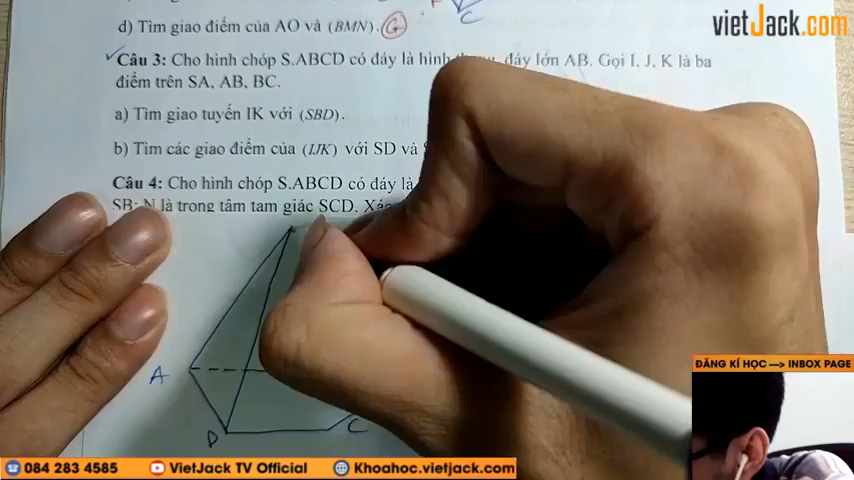 vietJack.com
d) Tìm giao điểm của AO và (BMN). G
Câu 3: Cho hình chóp S.ABCD có đáy là hình đáy lớn AB. Gọi I, J, K là ba
điểm trên SA, AB, BC.
a) Tìm giao tuyến IK với (SBD).
b) Tìm các giao điểm của (IJK) với SD và
Câu 4: Cho hình chóp S.ABCD có đáy là
SB; N là trọng tâm tam giác SCD.
A
D
C
C
ĐĂNG KÍ HỌC —> INBOX PAGE
084 283 4585 VietJack TV Official Khoahoc.vietjack.com